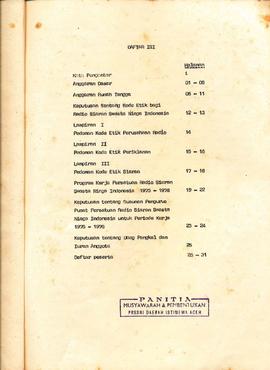 DAFTAR ISI
Halaman
Kata Pengantar i
Anggaran Dasar 01 - 05
Anggaran Rumah Tangga 06 - 11
Keputusan tentang Kode Etik bagi
Radio Siaran Swasta Niaga Indonesia 12 - 13
Lampiran I
Pedoman Kode Etik Perusahaan Radio 14
Lampiran II
Pedoman Kode Etik Periklanan 15 - 16
Lampiran III
Pedoman Kode Etik Siaran 17 - 18
Program Kerja Persatuan Radio Siaran
Swasta Niaga Indonesia 1975 - 1978 19 - 22
Keputusan tentang Susunan Pengurus
Pusat Persatuan Radio Siaran Swasta
Niaga Indonesia untuk Periode Kerja
1975 - 1978 23 - 24
Keputusan tentang Uang Pangkal dan
Iuran Anggota 25
Daftar peserta 26 - 31
PANITIA
MUSYAWARAH & PEMBENTUKAN
PRSSNI DAERAH ISTIMEWA ACEH